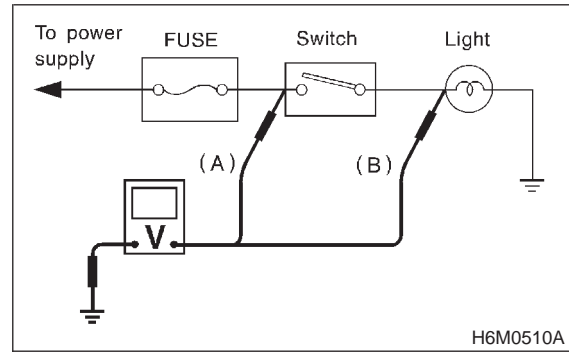 To power
supply
FUSE
Switch
Light
(A)
(B)
V
H6M0510A